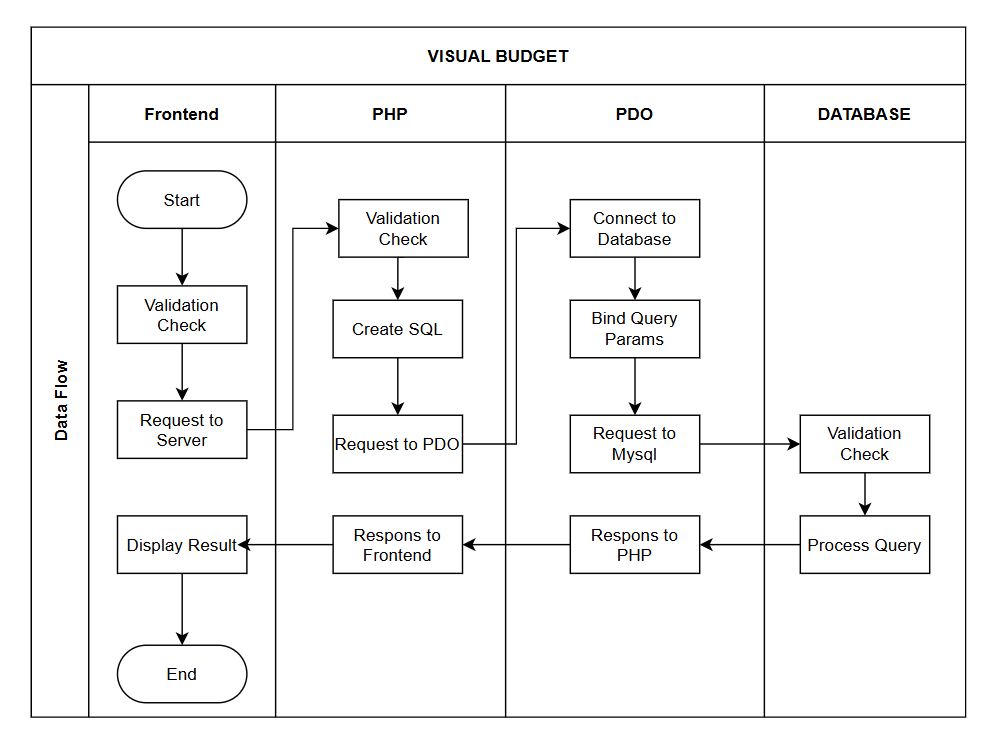 VISUAL BUDGET
Data Flow
Frontend
PHP
PDO
DATABASE
Start
Validation
Check
Request to
Server
Validation
Check
Create SQL
Request to PDO
Connect to
Database
Bind Query
Params
Request to
Mysql
Validation
Check
Process Query
Respons to
PHP
Respons to
Frontend
Display Result
End